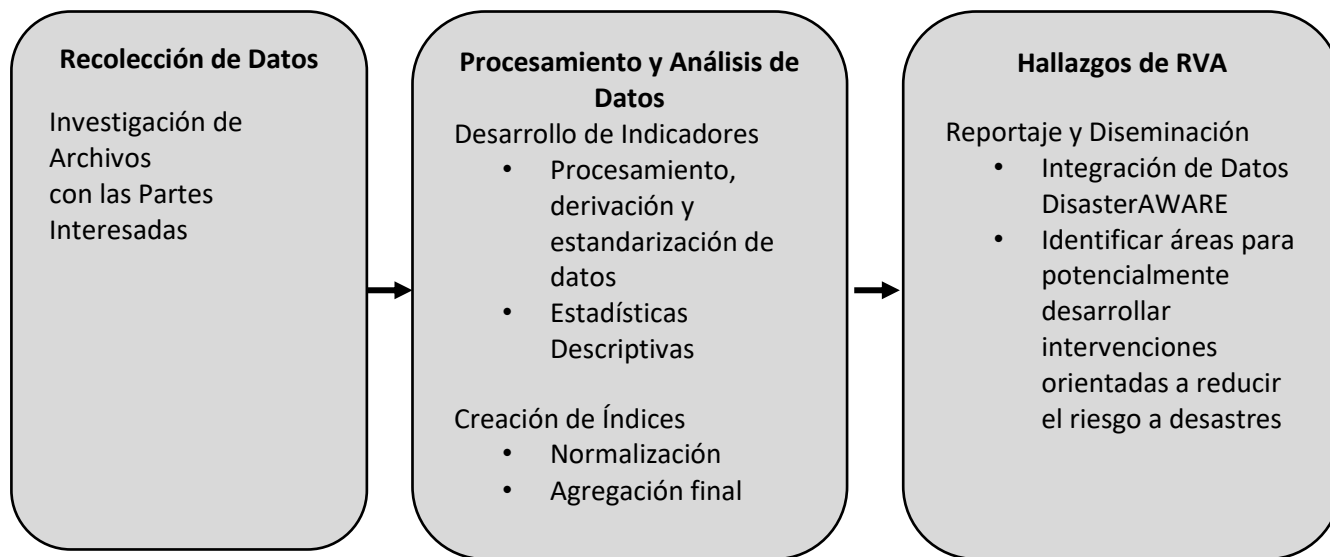 Recolección de Datos
Investigación de
Archivos
con las Partes
Interesadas
Procesamiento y Análisis de
Datos
Desarrollo de Indicadores
• Procesamiento,
derivación y
estandarización de
datos
• Estadísticas
Descriptivas
Creación de Índices
• Normalización
• Agregación final
Hallazgos de RVA
Reportaje y Diseminación
• Integración de Datos
DisasterAWARE
• Identificar áreas para
potencialmente
desarrollar
intervenciones
orientadas a reducir
el riesgo a desastres